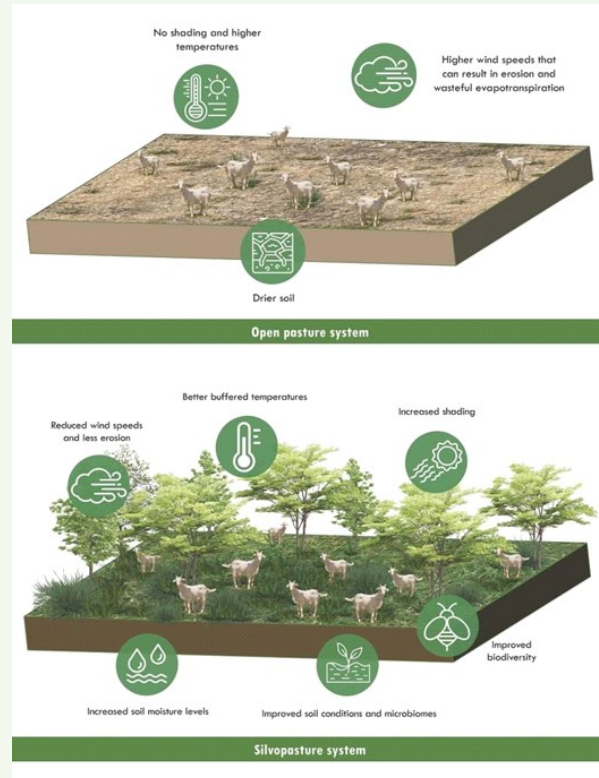 No shading and higher
temperatures
Higher wind speeds that
can result in erosion and
wasteful evapotranspiration
Drier soil
Open pasture system
Better buffered temperatures
Reduced wind speeds
and less erosion
Increased shading
Improved
biodiversity
Increased soil moisture levels
Improved soil conditions and microbiomes
Silvopasture system